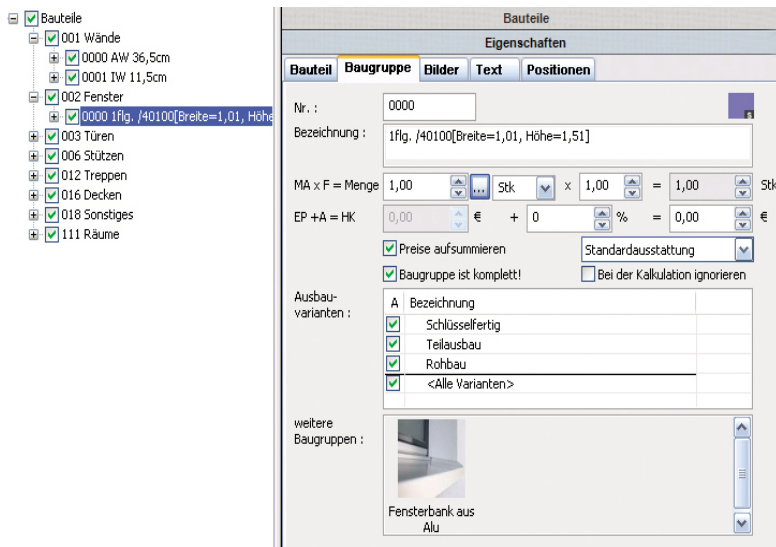 Bauteile
001 Wände
0000 AW 36,5cm
0001 IW 11,5cm
002 Fenster
0000 1flg. /40100[Breite=1,01, Höhe
003 Türen
006 Stützen
012 Treppen
016 Decken
018 Sonstiges
111 Räume
Bauteile
Eigenschaften
Bauteil Baugruppe Bilder Text Positionen
Nr. : 0000
Bezeichnung : 1flg. /40100[Breite=1,01, Höhe=1,51]
MA x F = Menge 1,00 ... Stk x 1,00 = 1,00 Stk
EP +A = HK 0,00 € + 0 % = 0,00 €
Preise aufsummieren Standardausstattung
Baugruppe ist komplett! Bei der Kalkulation ignorieren
Ausbau-
varianten :
A Bezeichnung
Schlüsselfertig
Teilausbau
Rohbau
<Alle Varianten>
weitere
Baugruppen :
Fensterbank aus
Alu